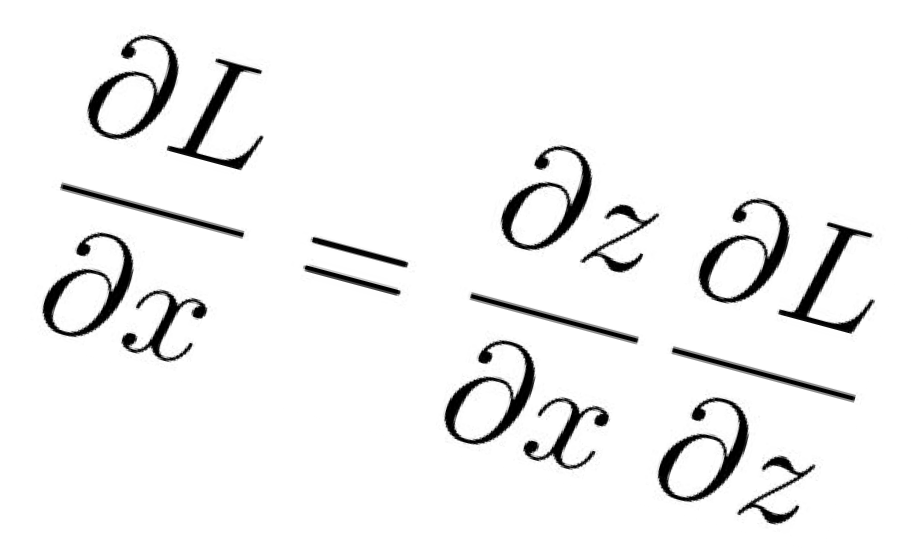 ∂L/∂x = ∂z/∂x ∂L/∂z